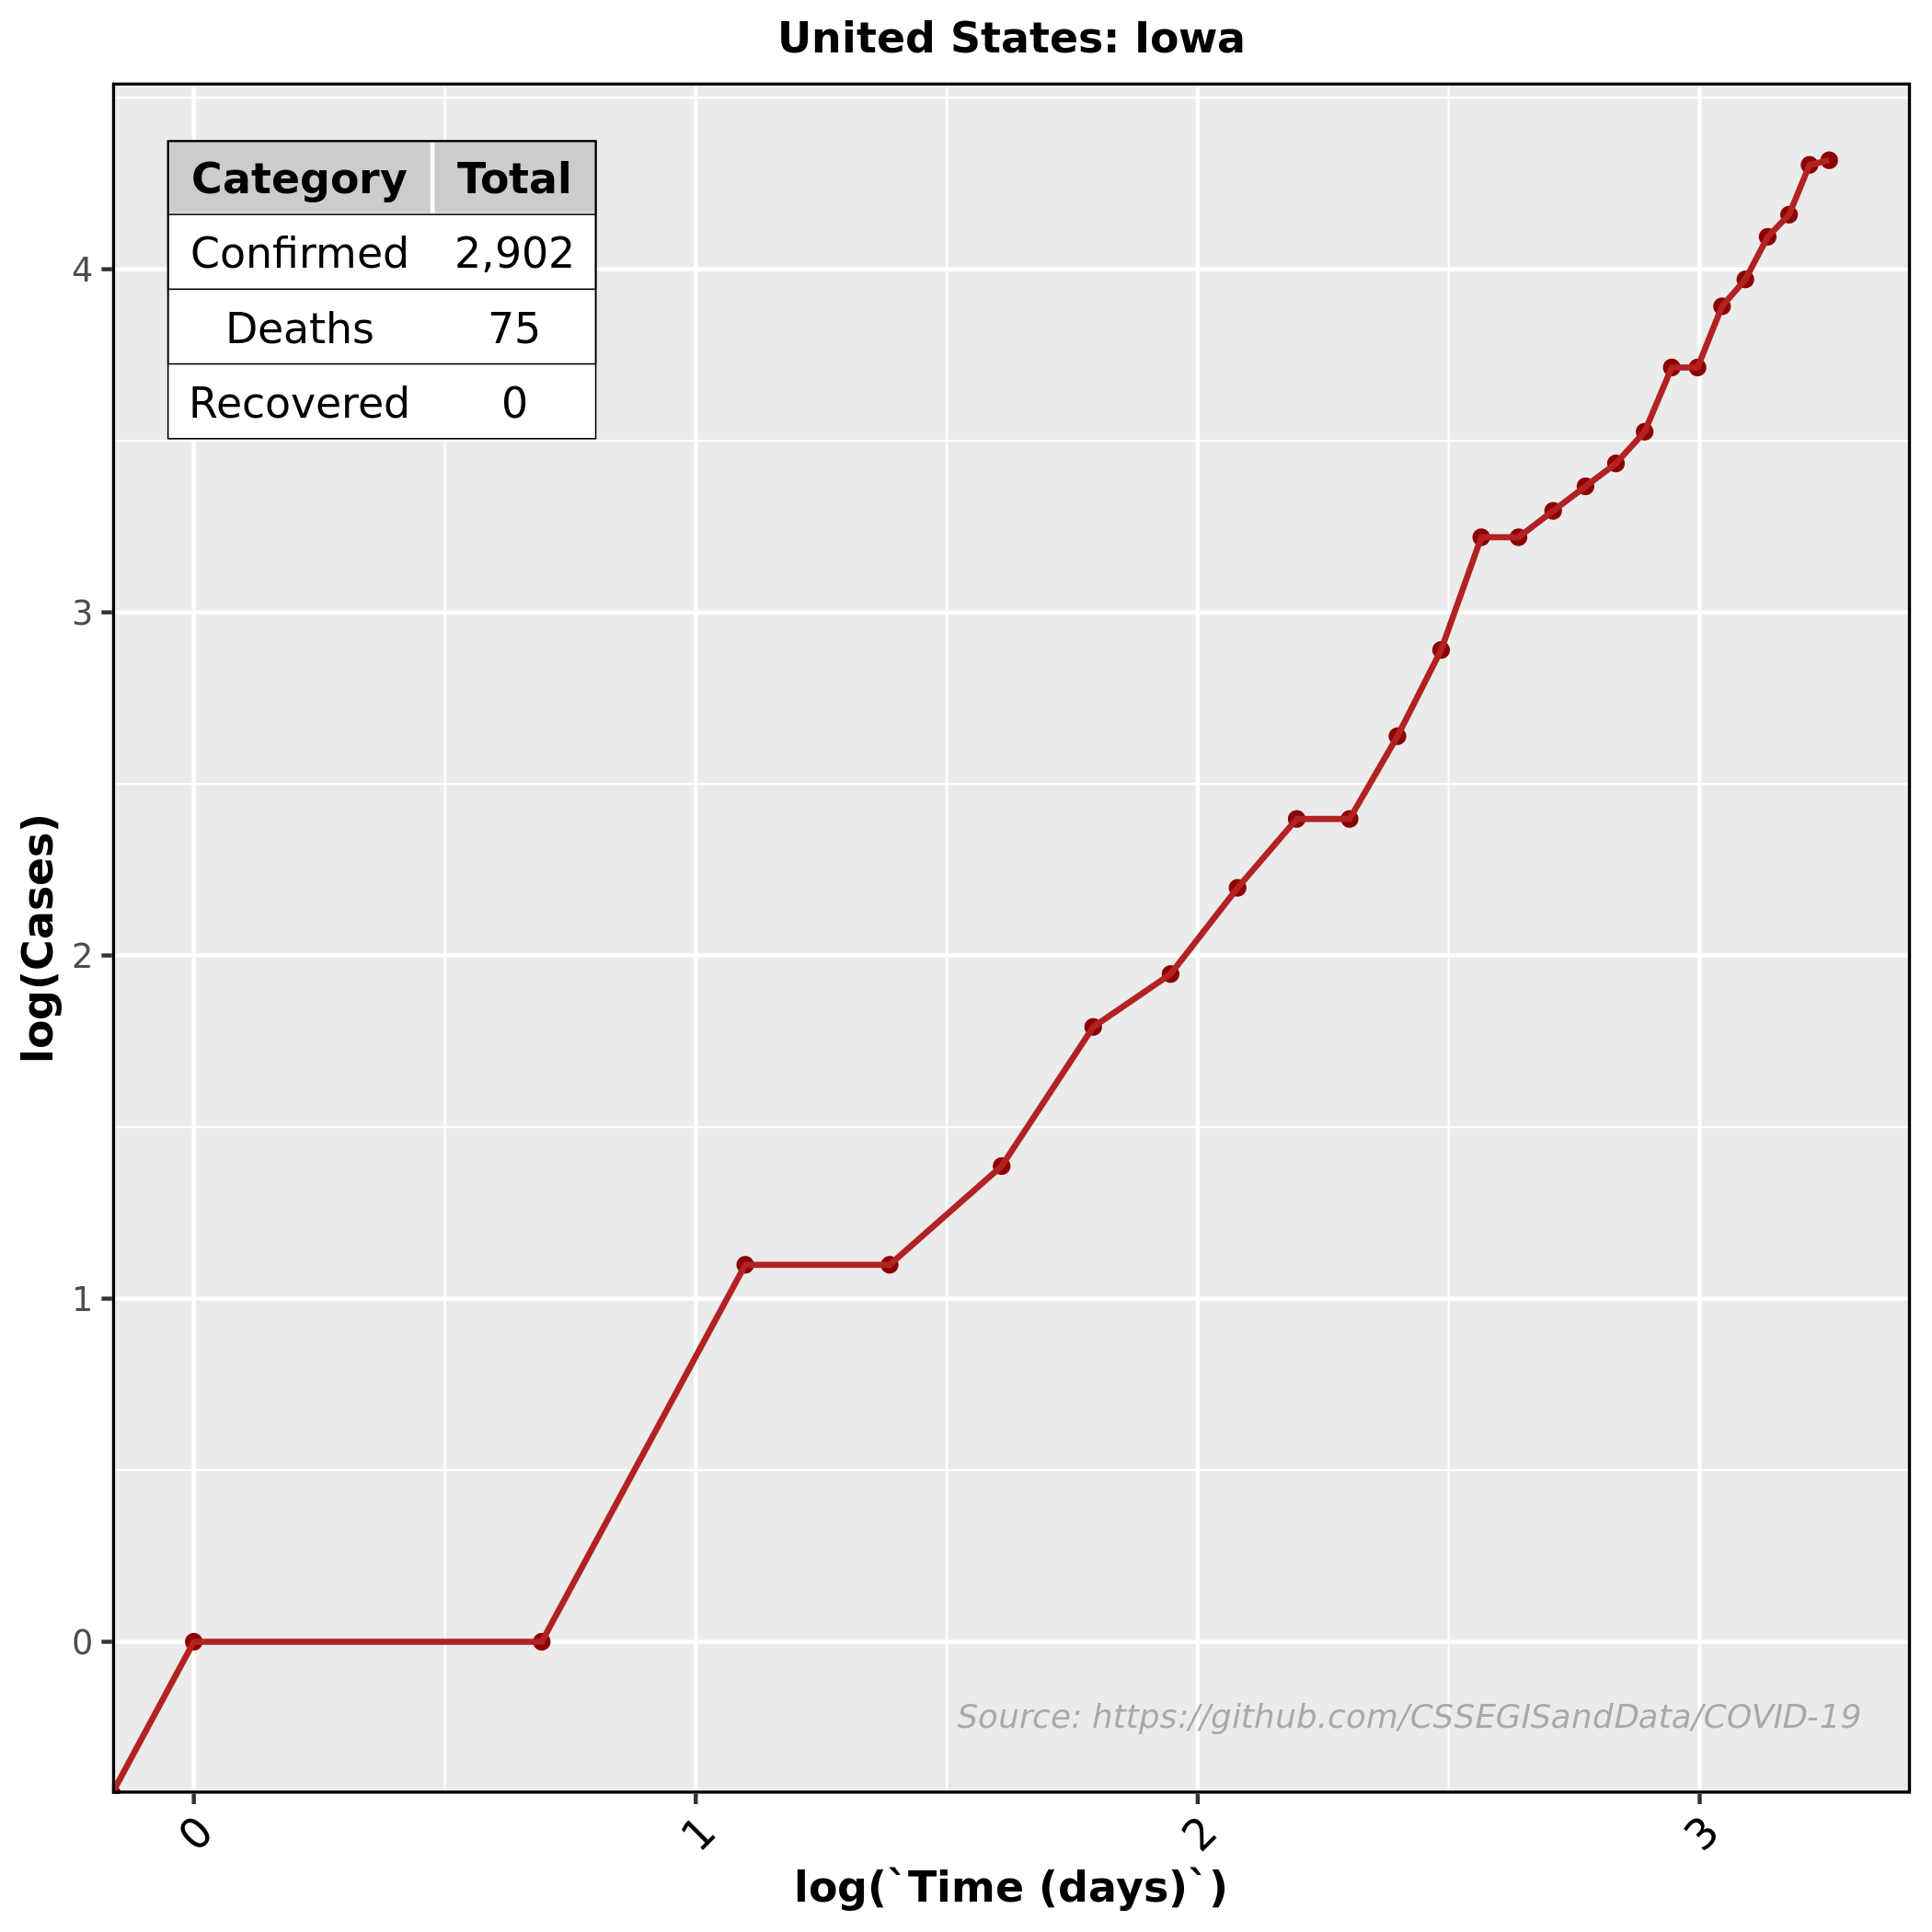 United States: Iowa
Category Total
Confirmed 2,902
Deaths 75
Recovered 0
4
3
2
1
0
log(Cases)
Source: https://github.com/CSSEGISandData/COVID-19
0 1 2 3
log(`Time (days)`)